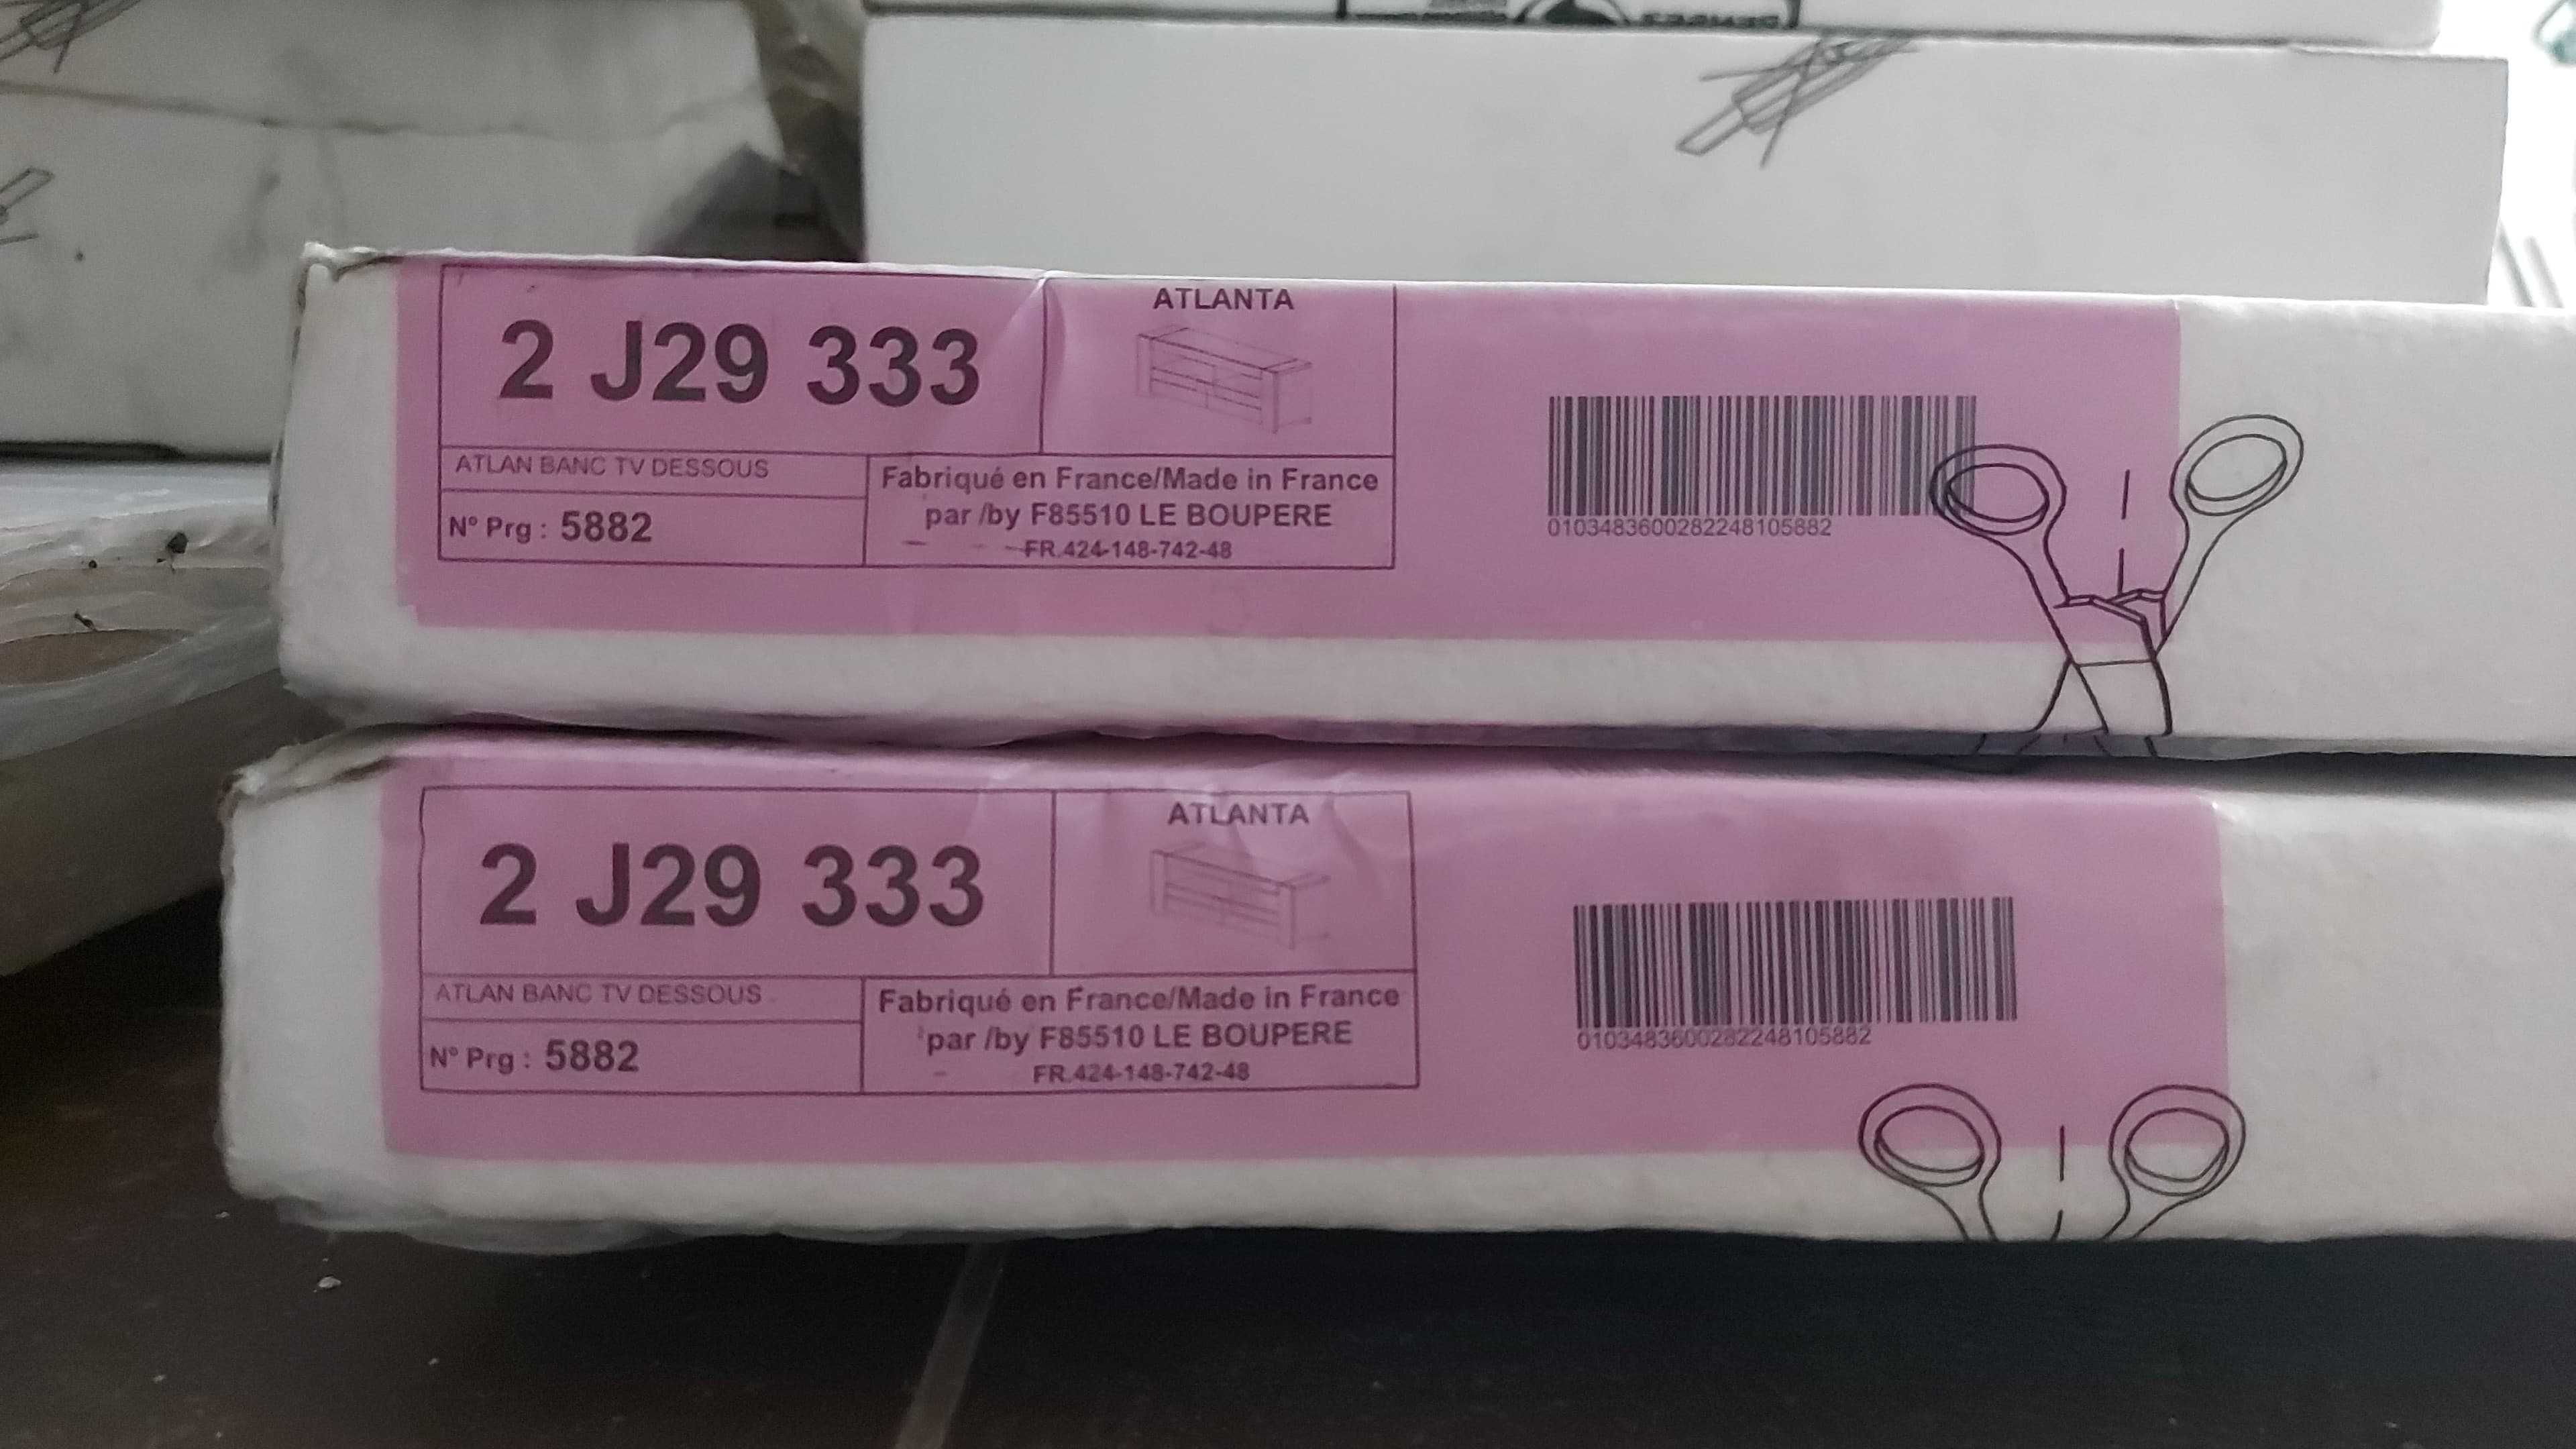 ATLANTA
2 J29 333
ATLAN BANC TV DESSOUS
N° Prg : 5882
Fabriqué en France/Made in France
par /by F85510 LE BOUPERE
FR.424-148-742-48
0103483600282248105882
ATLANTA
2 J29 333
ATLAN BANC TV DESSOUS
N° Prg : 5882
Fabriqué en France/Made in France
par /by F85510 LE BOUPERE
FR.424-148-742-48
0103483600282248105882